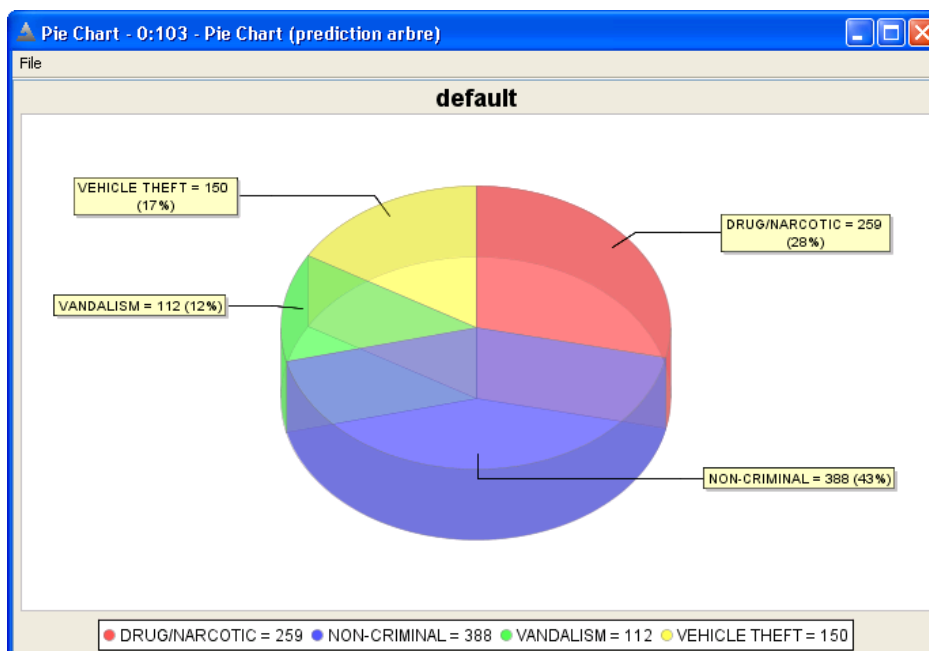 Pie Chart - 0:103 - Pie Chart (prediction arbre)
File
default
VEHICLE THEFT = 150
(17%)
DRUG/NARCOTIC = 259
(28%)
VANDALISM = 112 (12%)
NON-CRIMINAL = 388 (43%)
DRUG/NARCOTIC = 259 NON-CRIMINAL = 388 VANDALISM = 112 VEHICLE THEFT = 150